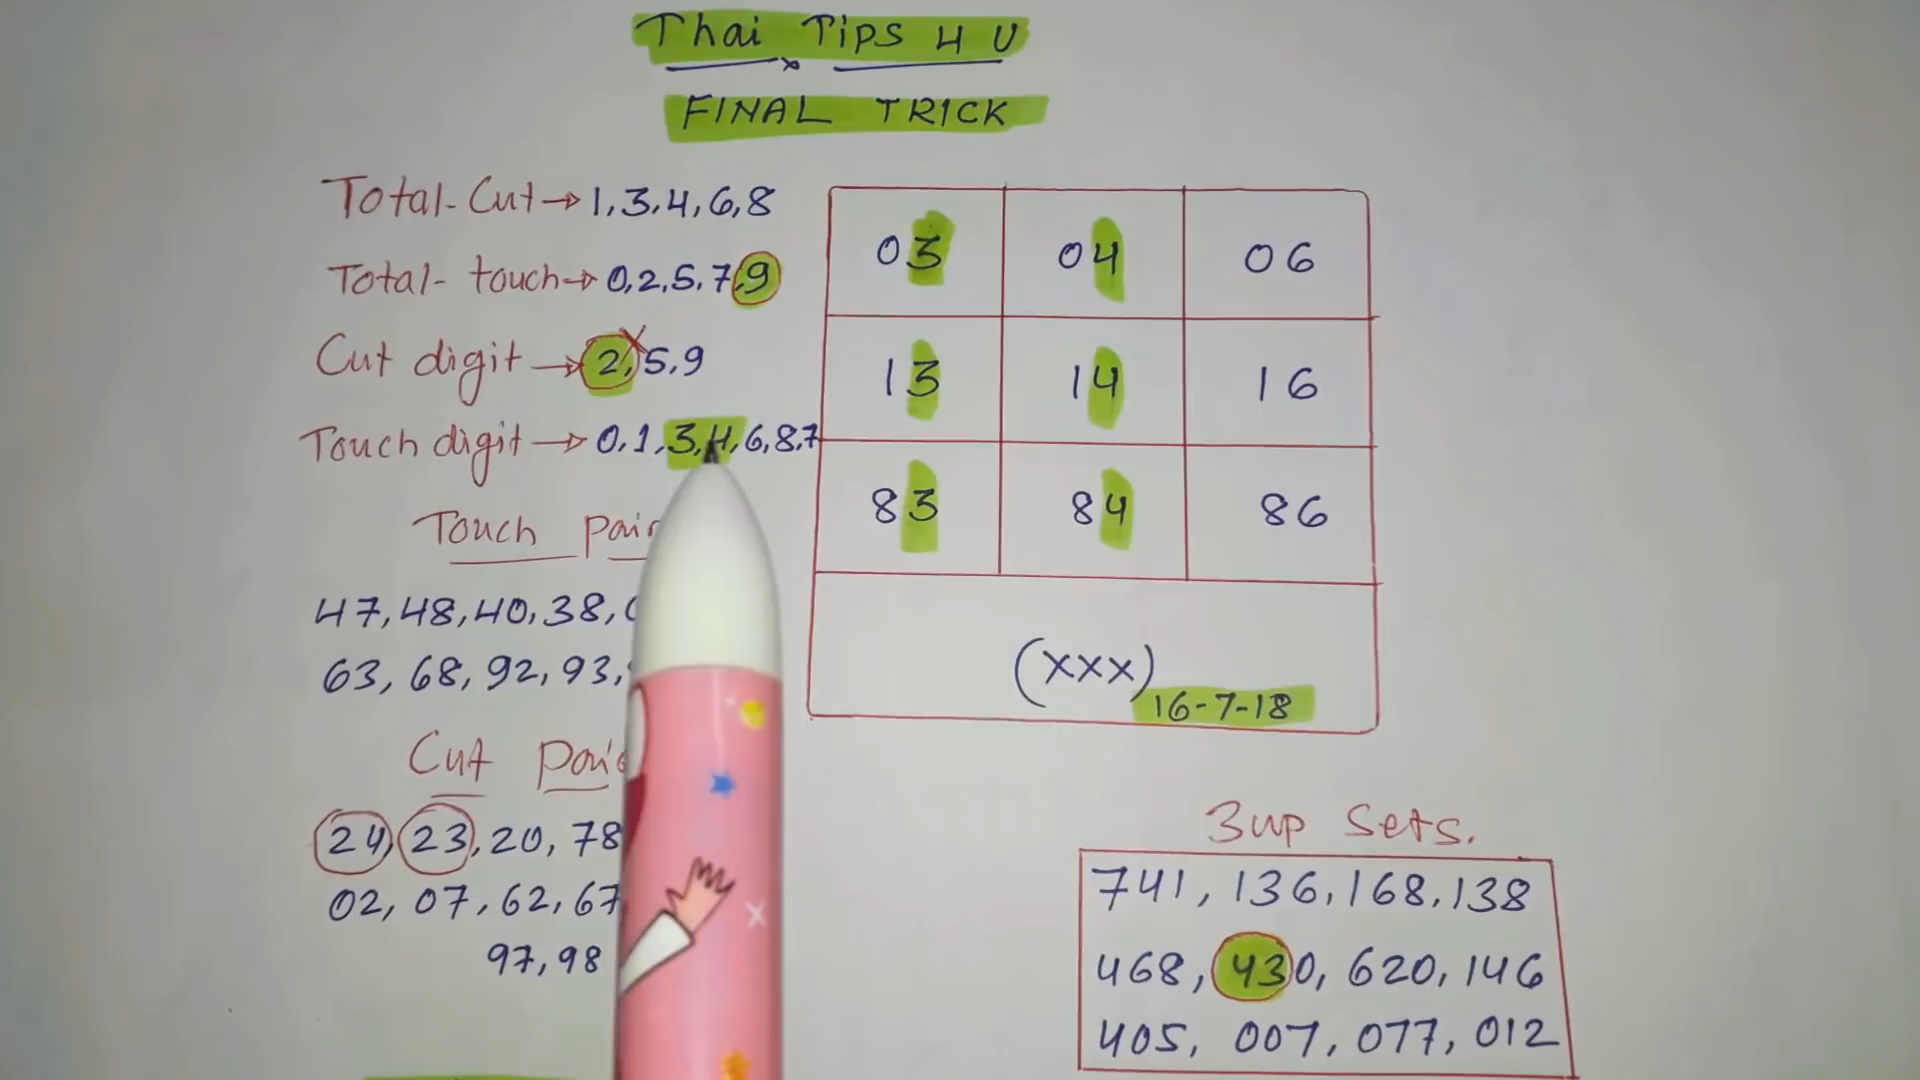 Thai Tips 4 U
FINAL TRICK
Total-Cut→1,3,4,6,8
Total-touch→0,2,5,7,9
Cut digit→2,5,9
Touch digit→0,1,3,4,6,8,7
Touch
47,48,40,38,
63,68,92,93,
Cut
24,23,20,78
02,07,62,67
97,98
03 04 06
13 14 16
83 84 86
(xxx)
16-7-18
3up Sets.
741,136,168,138
468,430,620,146
405,007,077,012